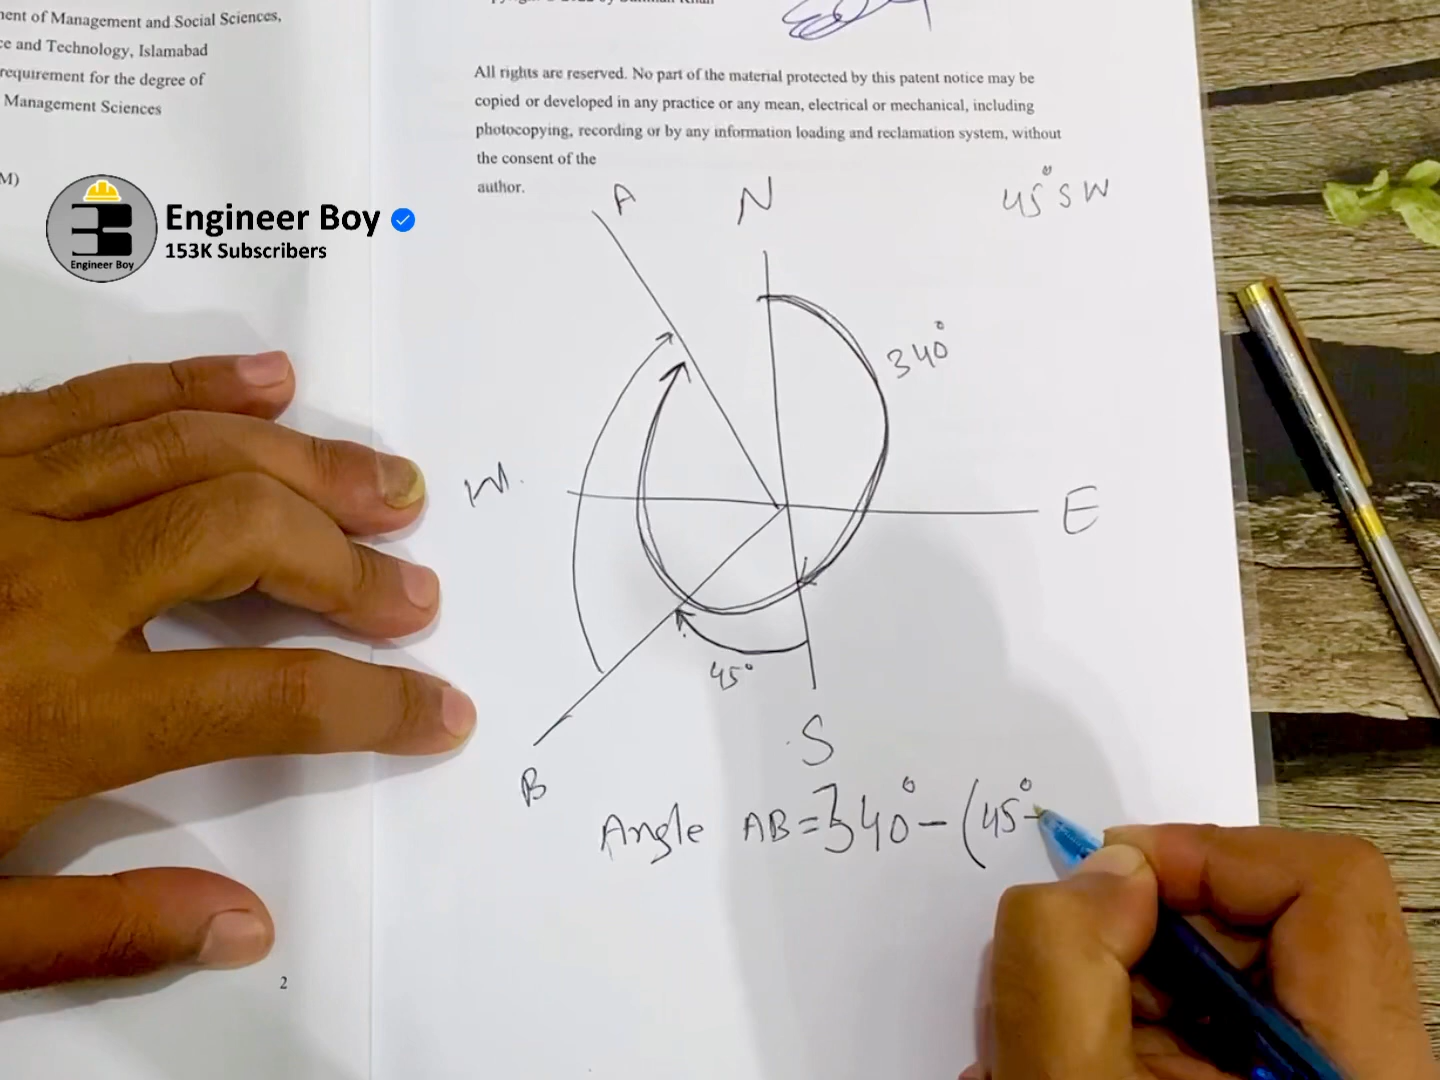 ent of Management and Social Sciences,
ce and Technology, Islamabad
requirement for the degree of
Management Sciences
M)
All rights are reserved. No part of the material protected by this patent notice may be
copied or developed in any practice or any mean, electrical or mechanical, including
photocopying, recording or by any information loading and reclamation system, without
the consent of the
author.
Engineer Boy
153K Subscribers
Engineer Boy
A
N
45° SW
340°
W.
E
45°
S
B
Angle AB = 340° - (45°
2